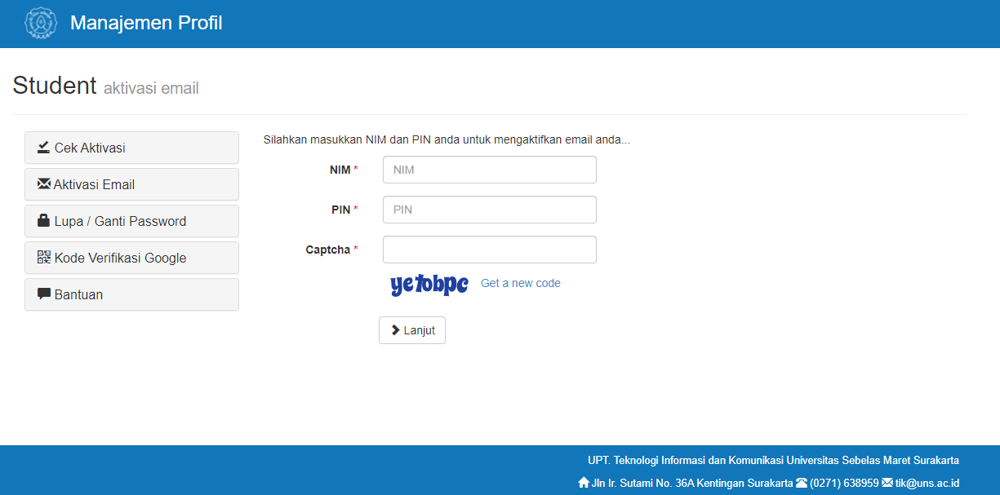 Manajemen Profil
Student aktivasi email
Cek Aktivasi
Aktivasi Email
Lupa / Ganti Password
Kode Verifikasi Google
Bantuan
Silahkan masukkan NIM dan PIN anda untuk mengaktifkan email anda...
NIM *
NIM
PIN *
PIN
Captcha *
yetobpc Get a new code
Lanjut
UPT. Teknologi Informasi dan Komunikasi Universitas Sebelas Maret Surakarta
Jln Ir. Sutami No. 36A Kentingan Surakarta (0271) 638959 tik@uns.ac.id